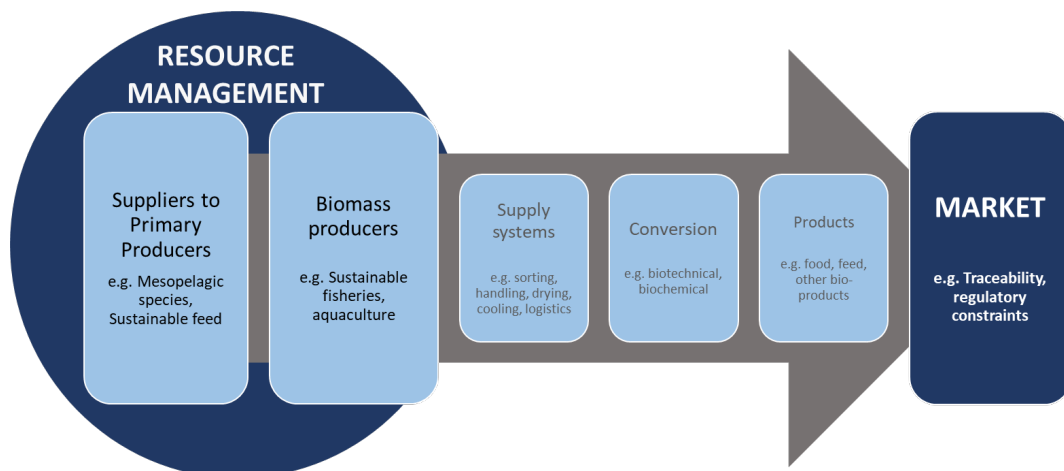 RESOURCE
MANAGEMENT
Suppliers to
Primary
Producers
e.g. Mesopelagic
species,
Sustainable feed
Biomass
producers
e.g. Sustainable
fisheries,
aquaculture
Supply
systems
e.g. sorting,
handling, drying,
cooling, logistics
Conversion
e.g. biotechnical,
biochemical
Products
e.g. food, feed,
other bio-
products
MARKET
e.g. Traceability,
regulatory
constraints